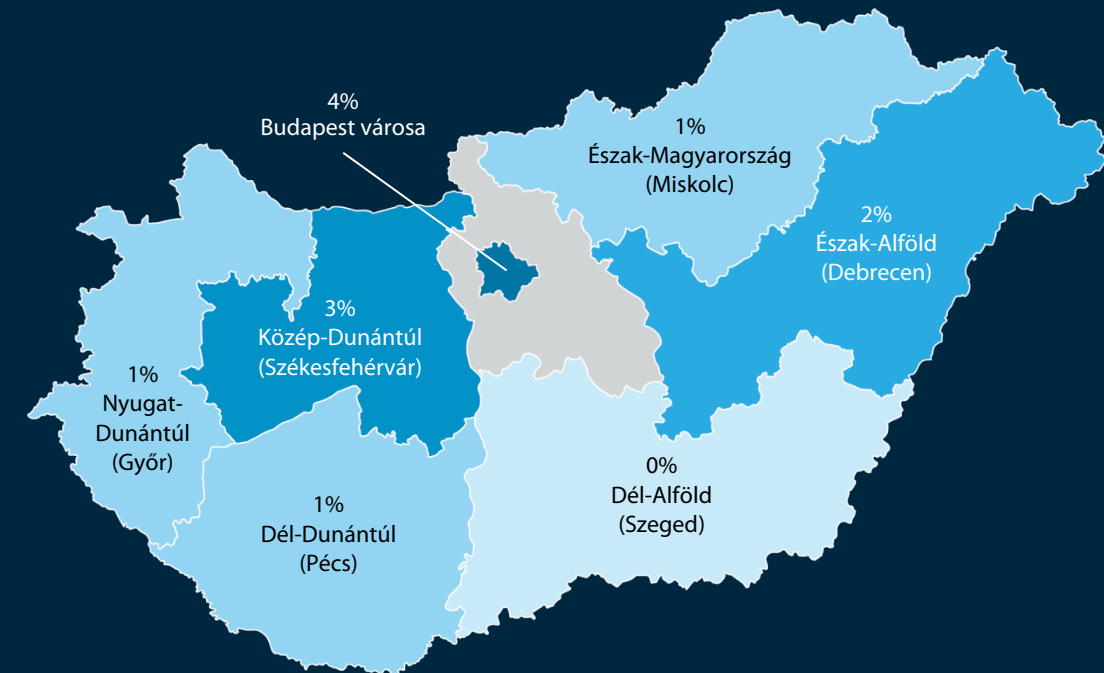 4%
Budapest városa
1%
Észak-Magyarország
(Miskolc)
2%
Észak-Alföld
(Debrecen)
3%
Közép-Dunántúl
(Székesfehérvár)
1%
Nyugat-
Dunántúl
(Győr)
0%
Dél-Alföld
(Szeged)
1%
Dél-Dunántúl
(Pécs)